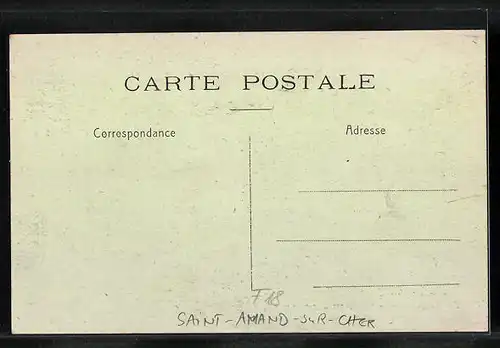 CARTE POSTALE
Correspondance
Adresse
F18
SAINT-AMAND-SUR-CHER